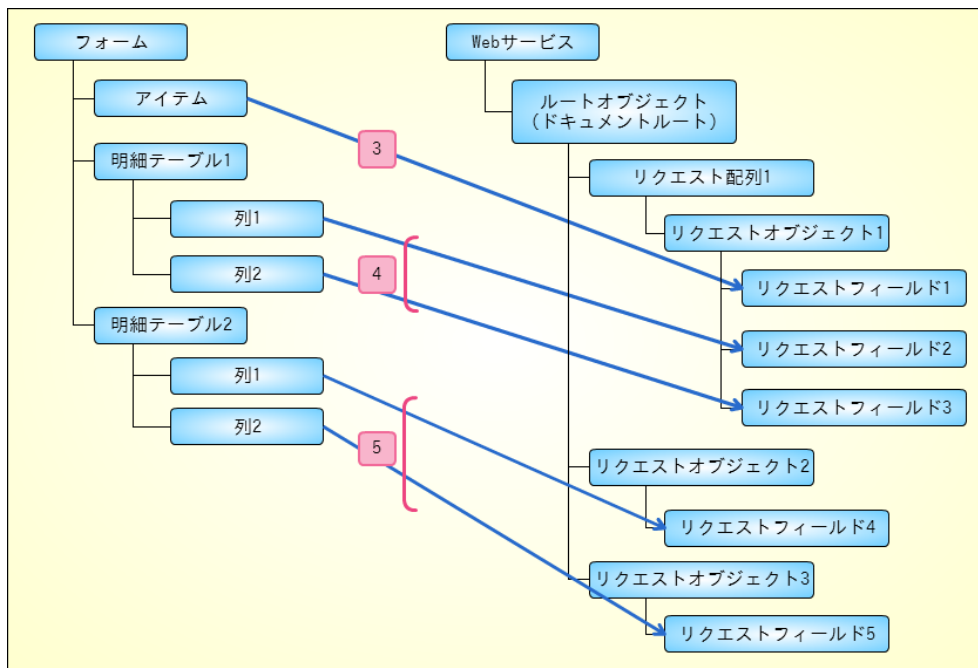 フォーム
アイテム
明細テーブル1
列1
列2
明細テーブル2
列1
列2
3
4
5
Webサービス
ルートオブジェクト
(ドキュメントルート)
リクエスト配列1
リクエストオブジェクト1
リクエストフィールド1
リクエストフィールド2
リクエストフィールド3
リクエストオブジェクト2
リクエストフィールド4
リクエストオブジェクト3
リクエストフィールド5